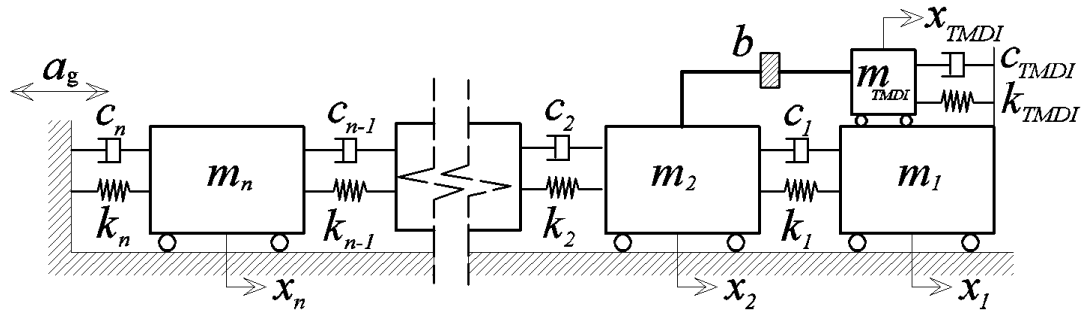 x_TMDI
b
a_g
m_TMDI
c_TMDI
k_TMDI
c_n
c_n-1
c_2
c_1
m_n
m_2
m_1
k_n
k_n-1
k_2
k_1
x_n
x_2
x_1